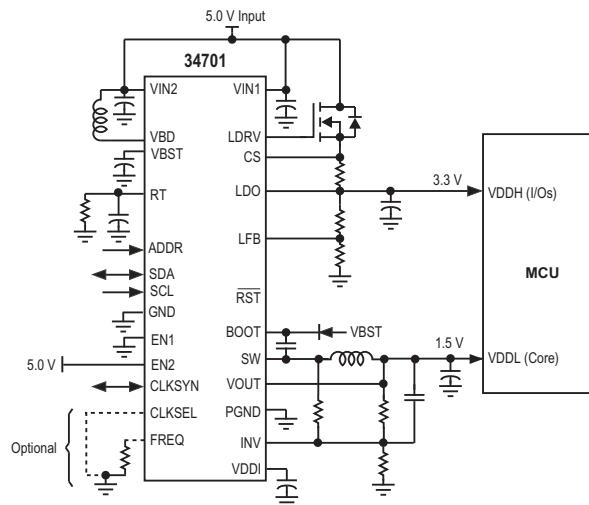 5.0 V Input
34701
VIN2
VIN1
VBD
LDRV
VBST
CS
RT
LDO
3.3 V
VDDH (I/Os)
LFB
ADDR
SDA
SCL
RST
MCU
GND
BOOT
VBST
EN1
SW
1.5 V
VDDL (Core)
5.0 V
EN2
VOUT
CLKSYN
CLKSEL
PGND
Optional
FREQ
INV
VDDI